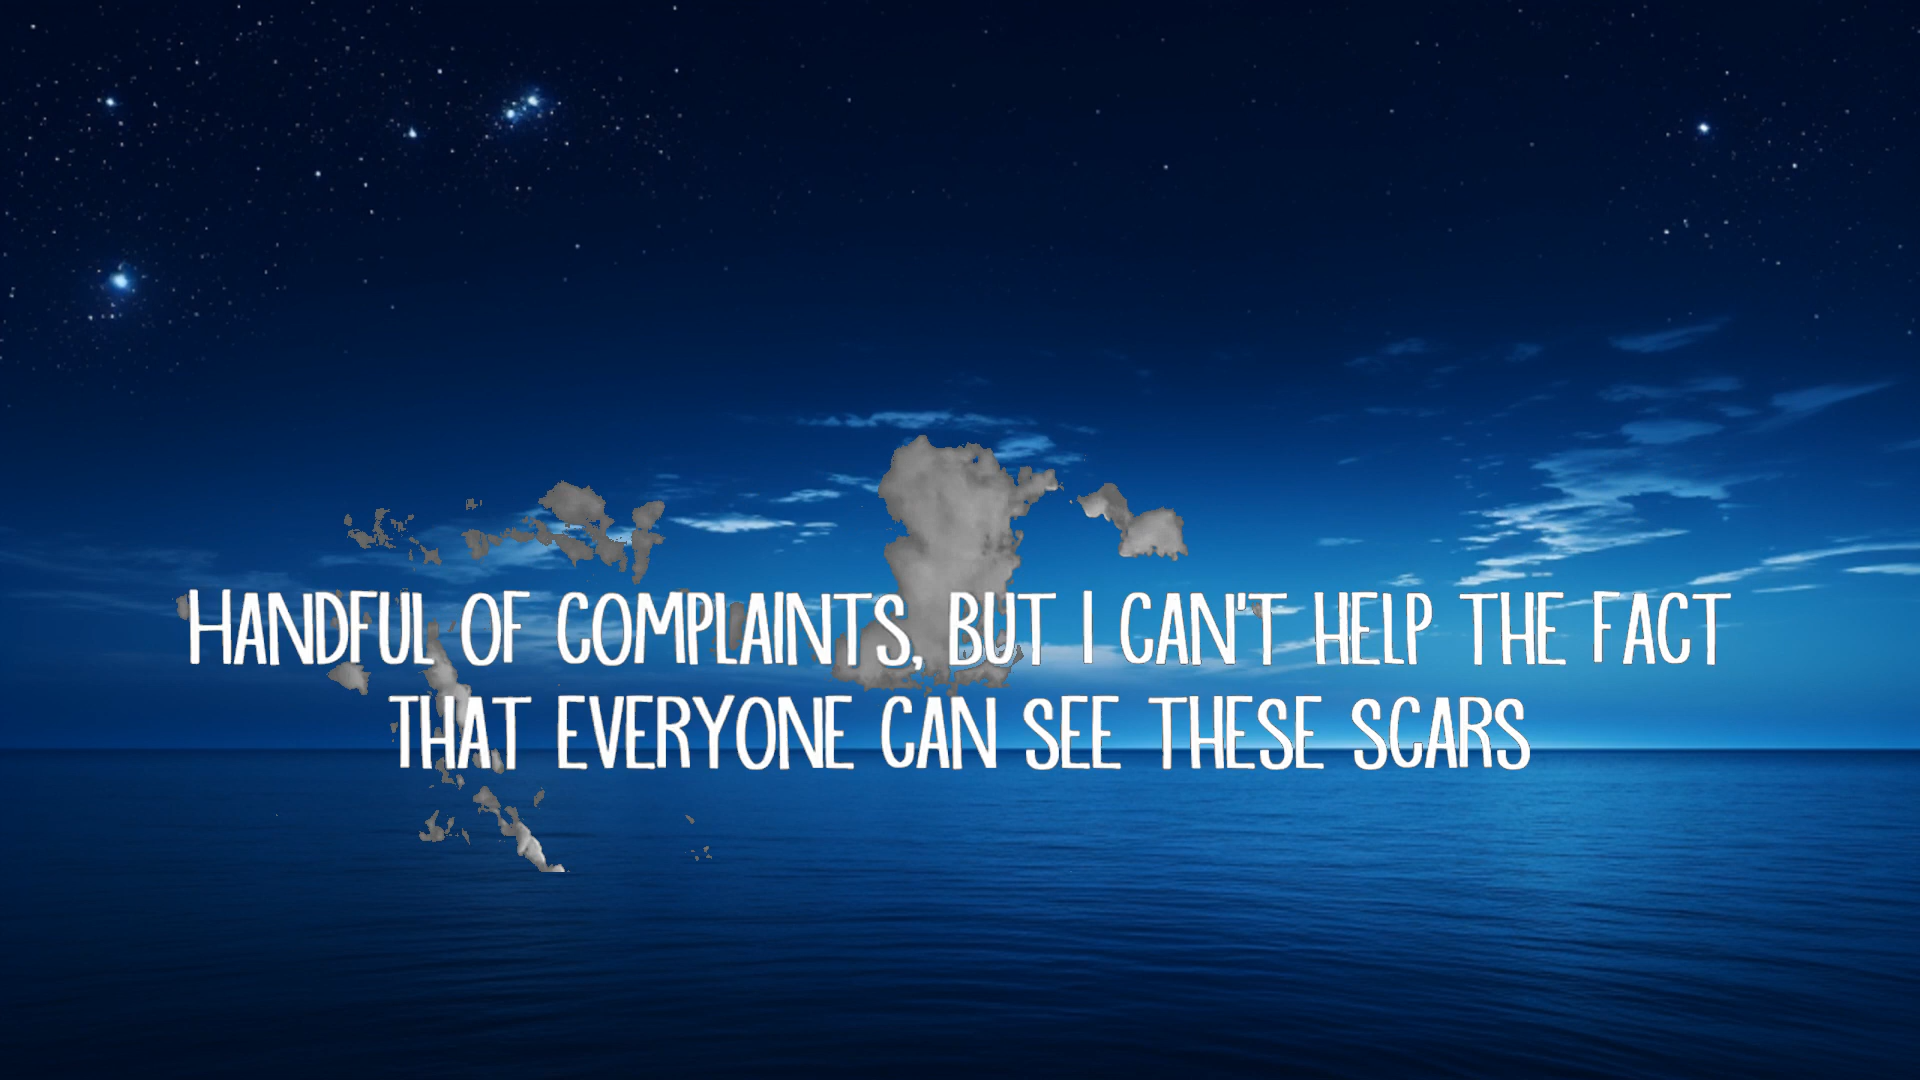 HANDFUL OF COMPLAINTS, BUT I CAN'T HELP THE FACT
THAT EVERYONE CAN SEE THESE SCARS